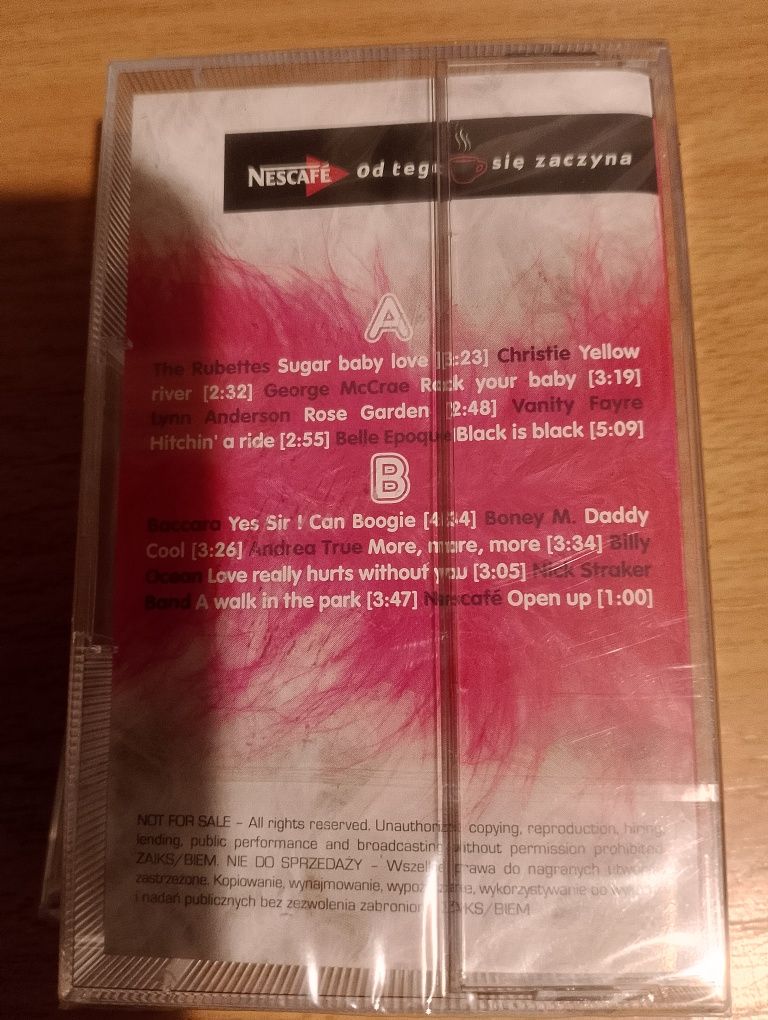 NESCAFÉ Od tego się zaczyna
A
The Rubettes Sugar baby love [3:23] Christie Yellow
river [2:32] George McCrae Rock your baby [3:19]
Lynn Anderson Rose Garden [2:48] Vanity Fayre
Hitchin' a ride [2:55] Belle Epoque Black is black [5:09]
B
Baccara Yes Sir I Can Boogie [4:34] Boney M. Daddy
Cool [3:26] Andrea True More, more, more [3:34] Billy
Ocean Love really hurts without you [3:05] Nick Straker
Band A walk in the park [3:47] Nescafé Open up [1:00]
NOT FOR SALE – All rights reserved. Unauthorized copying, reproduction, hiring,
lending, public performance and broadcasting without permission prohibited
ZAIKS/BIEM. NIE DO SPRZEDAŻY – Wszelkie prawa do nagranych utworów
zastrzeżone. Kopiowanie, wynajmowanie, wypożyczanie, wykorzystywanie do
i nadań publicznych bez zezwolenia zabronione ZAIKS/BIEM